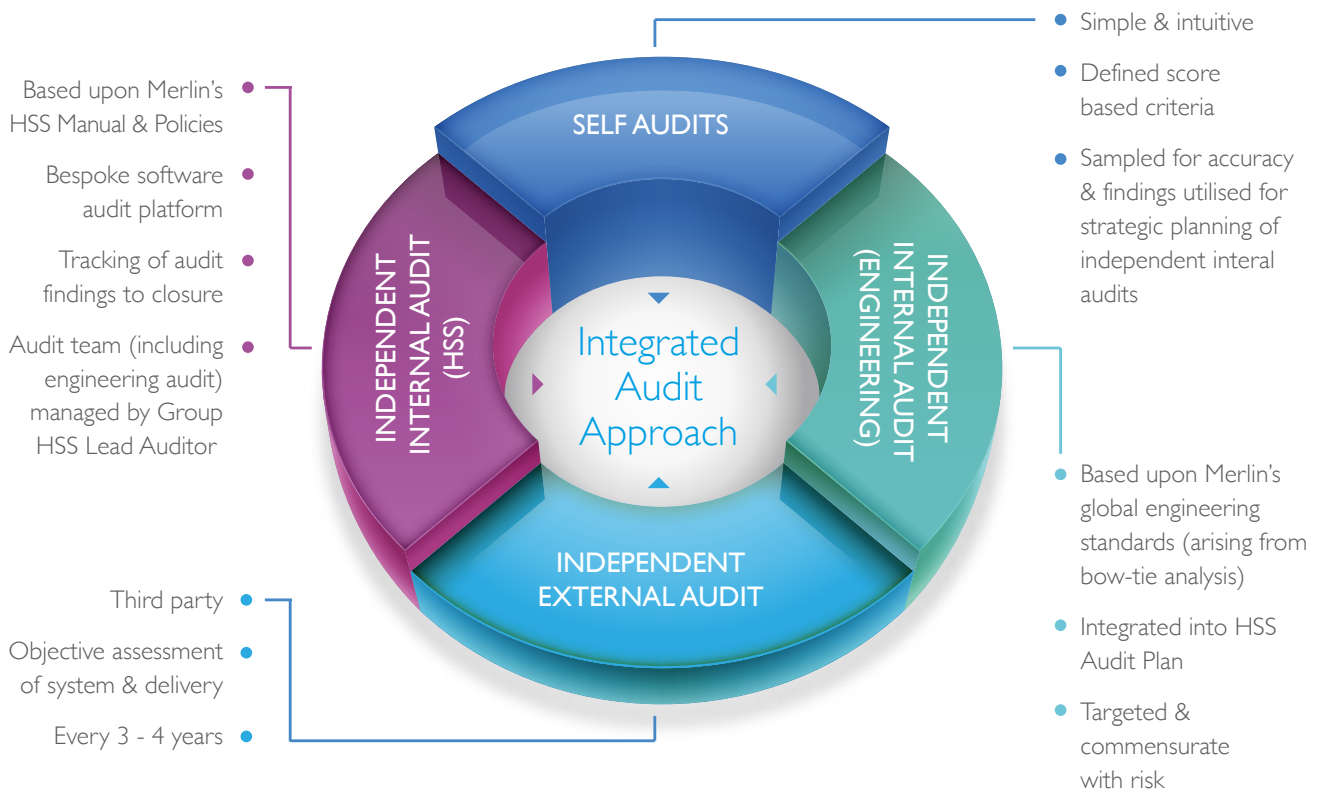 Simple & intuitive
Defined score
based criteria
Sampled for accuracy
& findings utilised for
strategic planning of
independent interal
audits
Based upon Merlin's
HSS Manual & Policies
Bespoke software
audit platform
Tracking of audit
findings to closure
Audit team (including
engineering audit)
managed by Group
HSS Lead Auditor
SELF AUDITS
INDEPENDENT
INTERNAL AUDIT
(HSS)
Integrated
Audit
Approach
INDEPENDENT
INTERNAL AUDIT
(ENGINEERING)
INDEPENDENT
EXTERNAL AUDIT
Based upon Merlin's
global engineering
standards (arising from
bow-tie analysis)
Integrated into HSS
Audit Plan
Targeted &
commensurate
with risk
Third party
Objective assessment
of system & delivery
Every 3 - 4 years